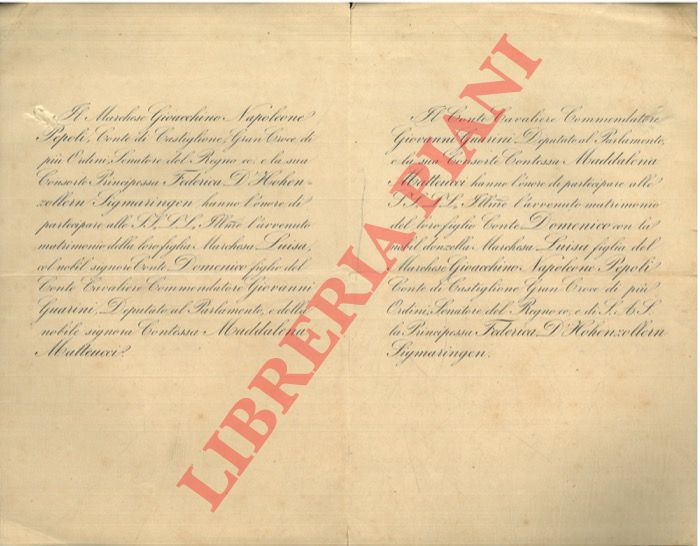 Il Marchese Gioacchino Napoleone
Pepoli, Conte di Castiglione, Gran Croce di
più Ordini, Senatore del Regno ec. e la sua
Consorte Principessa Federica D'Hohen-
zollern Sigmaringen hanno l'onore di
partecipare alle SS. LL. Illme l'avvenuto
matrimonio della loro figlia Marchesa Luisa,
col nobil signore Conte Domenico figlio del
Conte Cavaliere Commendatore Giovanni
Guarini, Deputato al Parlamento, e della
nobile signora Contessa Maddalena
Matteucci.
Il Conte Cavaliere Commendatore
Giovanni Guarini Deputato al Parlamento,
e la sua Consorte Contessa Maddalena
Matteucci hanno l'onore di partecipare alle
SS. LL. Illme l'avvenuto matrimonio
del loro figlio Conte Domenico con la
nobil donzella Marchesa Luisa figlia del
Marchese Gioacchino Napoleone Pepoli
Conte di Castiglione Gran Croce di più
Ordini, Senatore del Regno ec. e di S. A. S.
la Principessa Federica D'Hohenzollern
Sigmaringen.
LIBRERIA PIANI